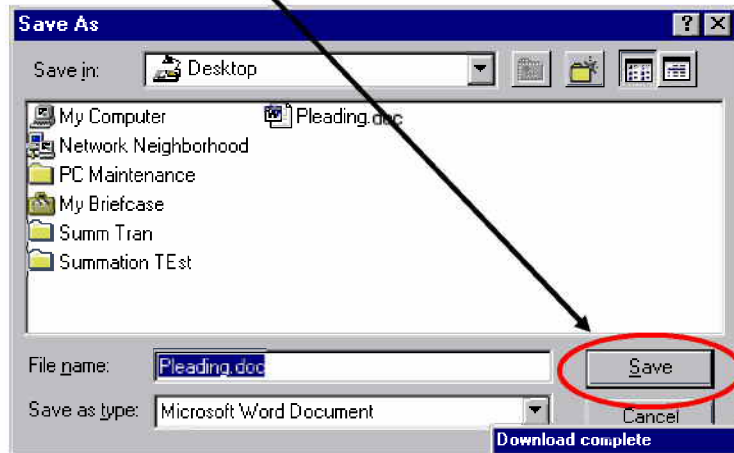 Save As
Save in: Desktop
My Computer
Network Neighborhood
PC Maintenance
My Briefcase
Summ Tran
Summation TEst
Pleading.doc
File name: Pleading.doc Save
Save as type: Microsoft Word Document Cancel
Download complete